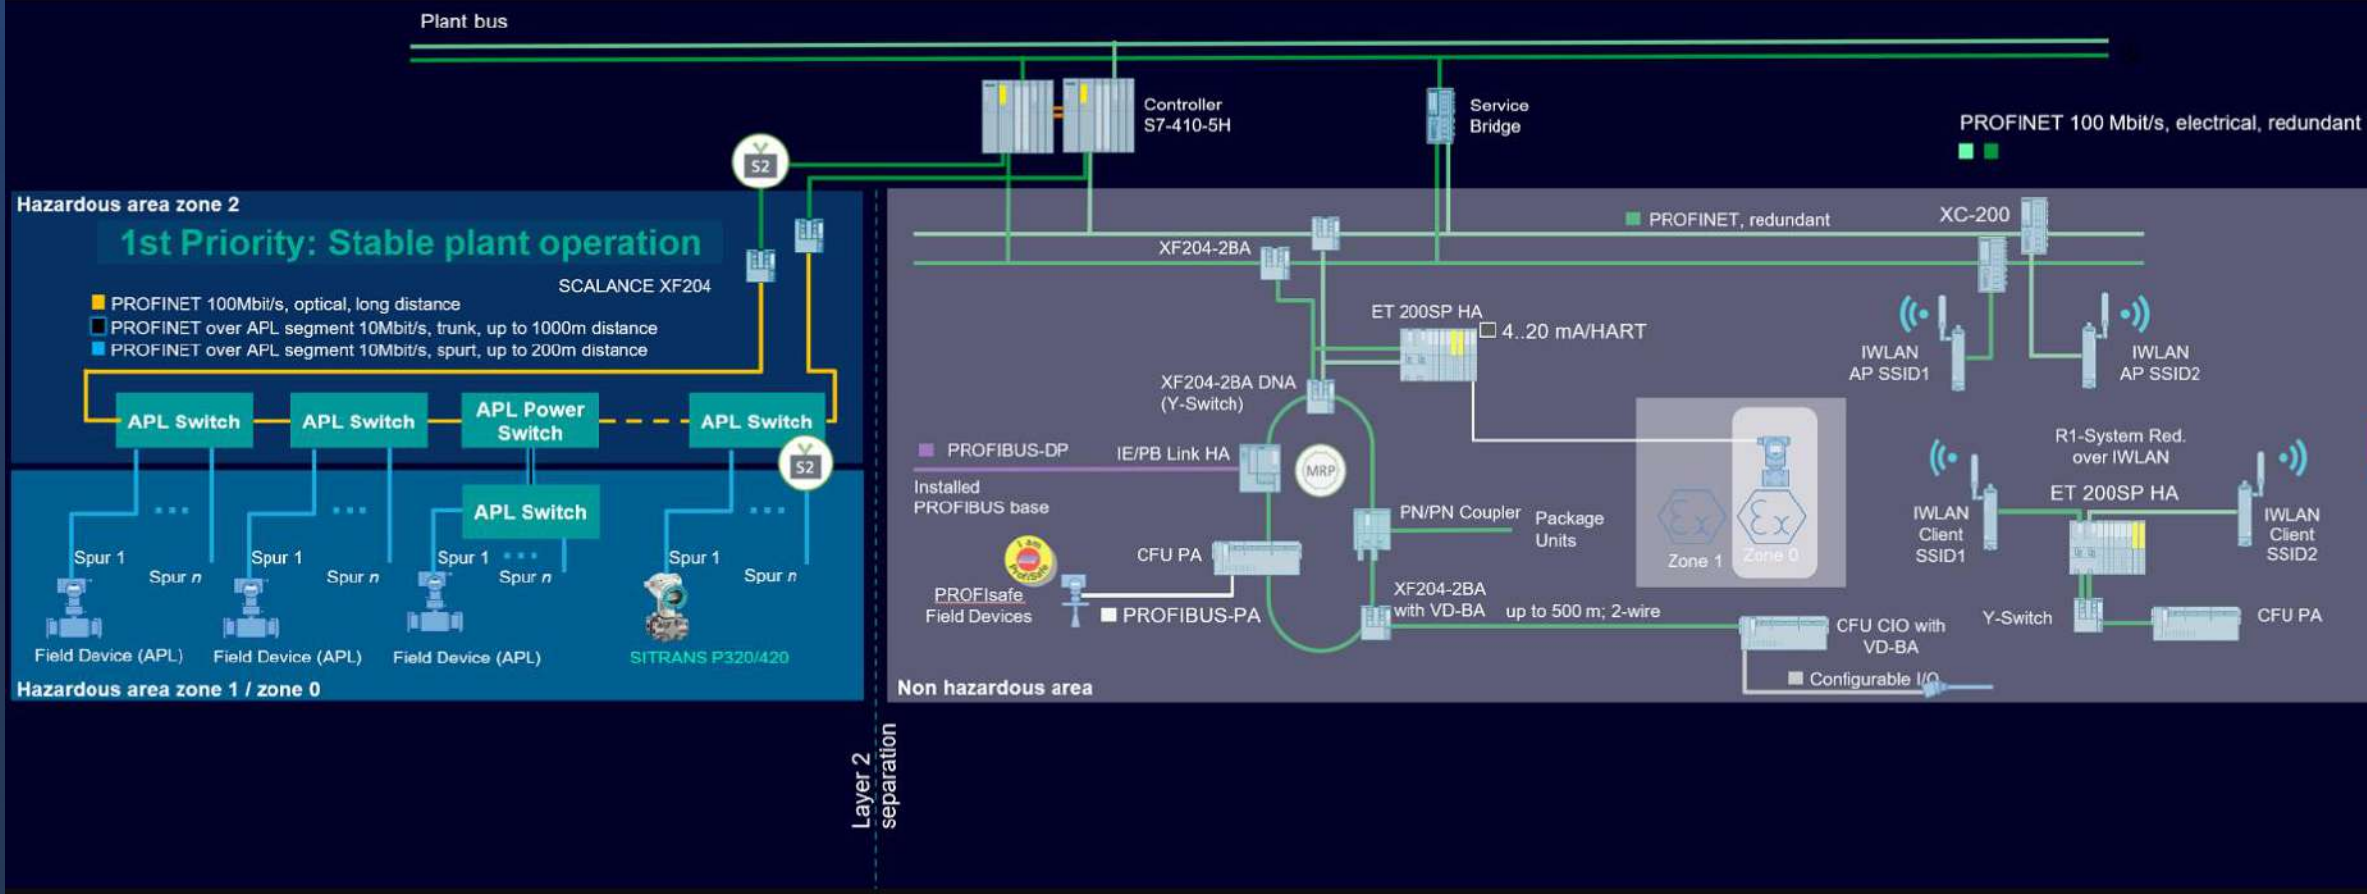 Plant bus
Controller
S7-410-5H
Service
Bridge
PROFINET 100 Mbit/s, electrical, redundant
S2
Hazardous area zone 2
1st Priority: Stable plant operation
SCALANCE XF204
PROFINET 100Mbit/s, optical, long distance
PROFINET over APL segment 10Mbit/s, trunk, up to 1000m distance
PROFINET over APL segment 10Mbit/s, spurt, up to 200m distance
APL Switch
APL Switch
APL Power
Switch
APL Switch
S2
APL Switch
Spur 1
Spur n
Spur 1
Spur n
Spur 1
Spur n
Spur 1
Spur n
Field Device (APL)
Field Device (APL)
Field Device (APL)
SITRANS P320/420
Hazardous area zone 1 / zone 0
Layer 2
separation
PROFINET, redundant
XC-200
XF204-2BA
ET 200SP HA
4..20 mA/HART
IWLAN
AP SSID1
IWLAN
AP SSID2
XF204-2BA DNA
(Y-Switch)
PROFIBUS-DP
IE/PB Link HA
MRP
Installed
PROFIBUS base
R1-System Red.
over IWLAN
ET 200SP HA
IWLAN
Client
SSID1
IWLAN
Client
SSID2
PN/PN Coupler
Package
Units
Ex
Ex
Zone 1
Zone 0
I am
ProfiSafe
CFU PA
PROFIsafe
Field Devices
PROFIBUS-PA
XF204-2BA
with VD-BA
up to 500 m; 2-wire
CFU CIO with
VD-BA
Y-Switch
CFU PA
Configurable I/O
Non hazardous area